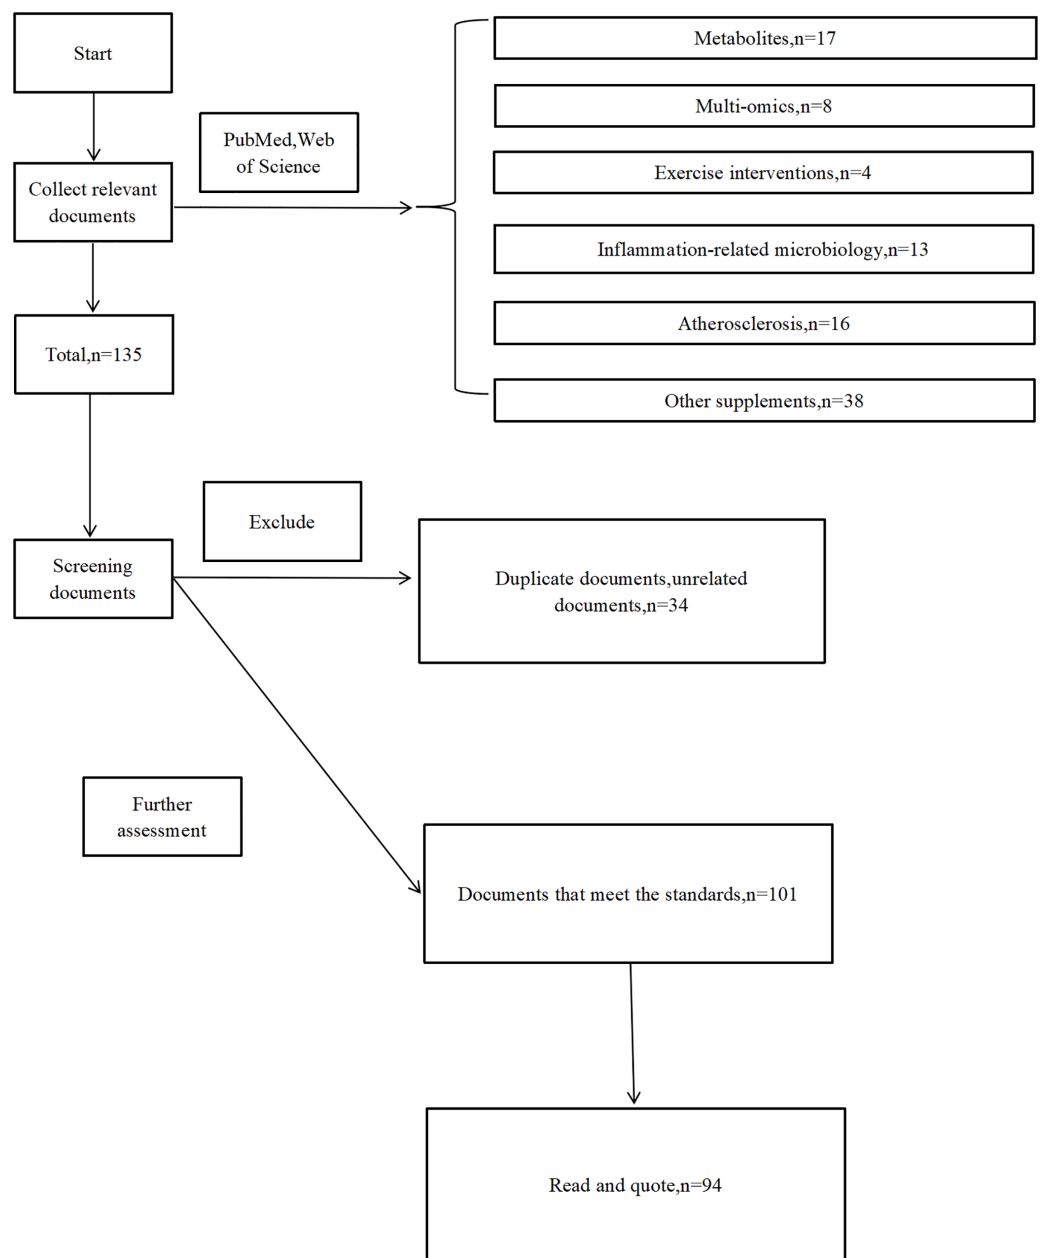 Start
PubMed,Web
of Science
Collect relevant
documents
Metabolites,n=17
Multi-omics,n=8
Exercise interventions,n=4
Inflammation-related microbiology,n=13
Atherosclerosis,n=16
Other supplements,n=38
Total,n=135
Screening
documents
Exclude
Duplicate documents,unrelated
documents,n=34
Further
assessment
Documents that meet the standards,n=101
Read and quote,n=94